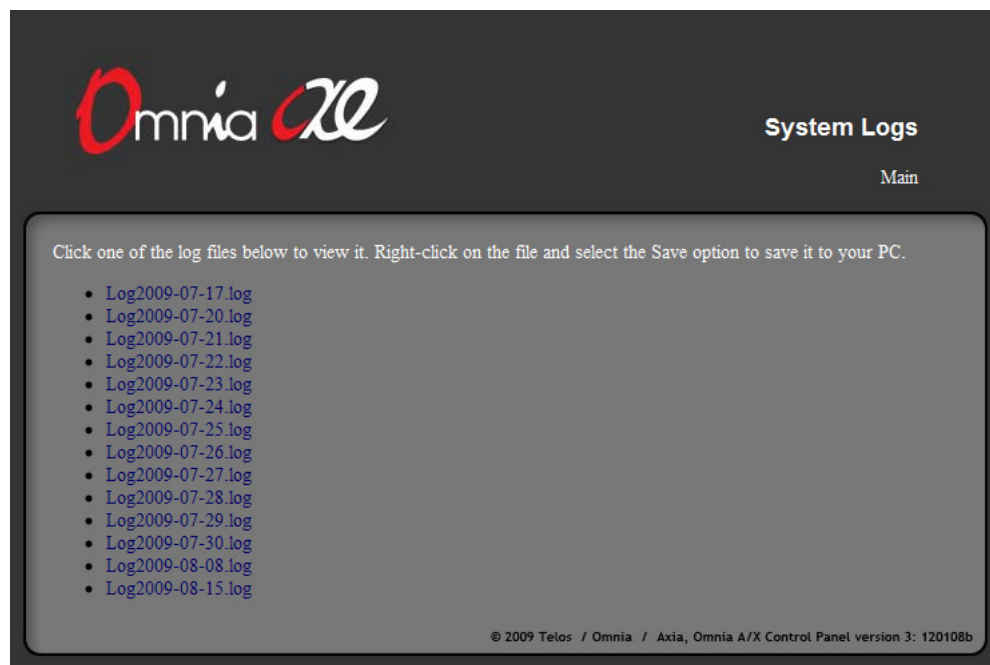 Omnia axe
System Logs
Main
Click one of the log files below to view it. Right-click on the file and select the Save option to save it to your PC.
Log2009-07-17.log
Log2009-07-20.log
Log2009-07-21.log
Log2009-07-22.log
Log2009-07-23.log
Log2009-07-24.log
Log2009-07-25.log
Log2009-07-26.log
Log2009-07-27.log
Log2009-07-28.log
Log2009-07-29.log
Log2009-07-30.log
Log2009-08-08.log
Log2009-08-15.log
© 2009 Telos / Omnia / Axia, Omnia A/X Control Panel version 3: 120108b